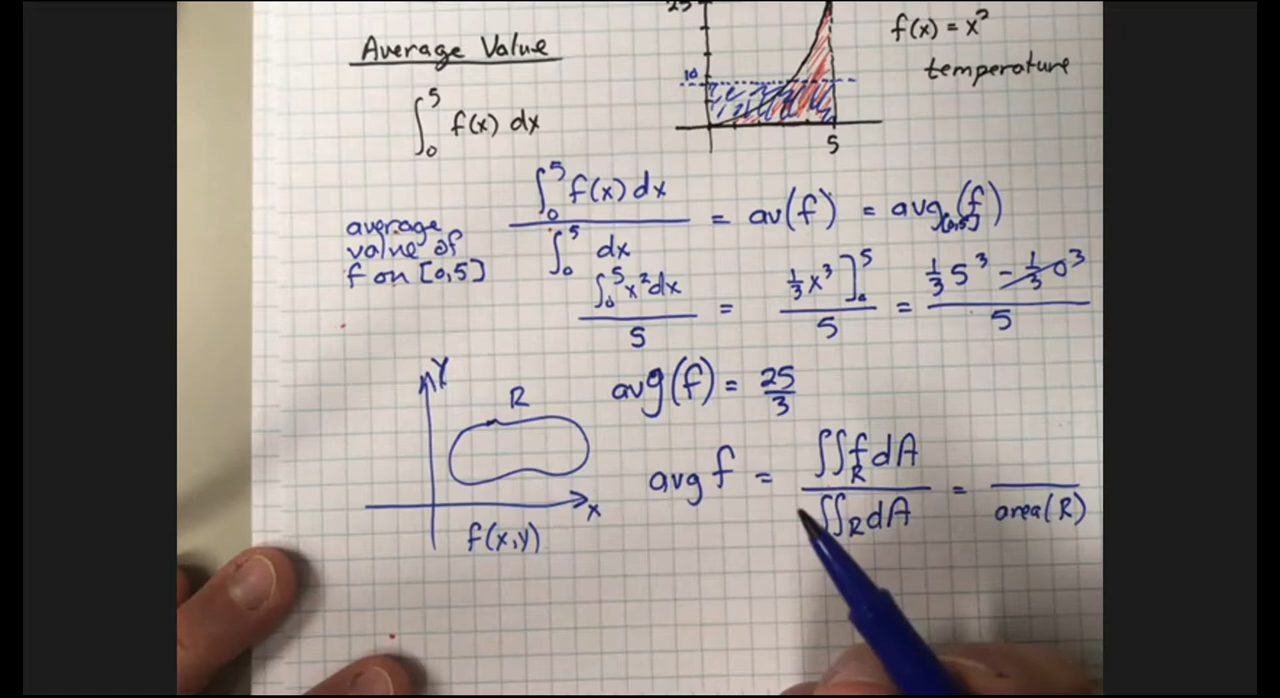 Average Value
25
10
5
f(x) = x²
temperature
∫₀⁵ f(x) dx
average value of f on [0,5]
∫₀⁵ f(x) dx / ∫₀⁵ dx = av(f) = avg[0,5](f)
∫₀⁵ x² dx / 5 = ⅓x³]₀⁵ / 5 = ⅓5³ - ⅓0³ / 5
Y
R
x
f(x,y)
avg(f) = 25/3
avg f = ∬R f dA / ∬R dA = / area(R)